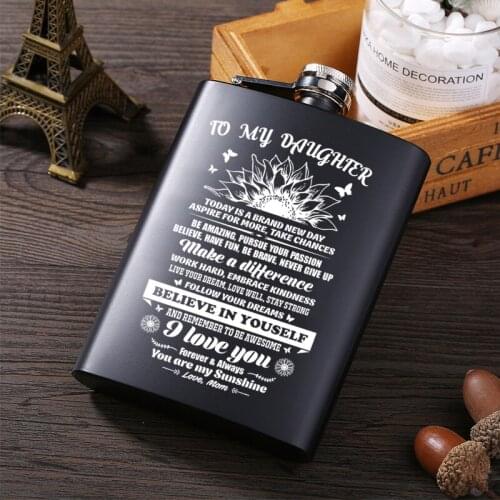 TO MY DAUGHTER
TODAY IS A BRAND NEW DAY
ASPIRE FOR MORE, TAKE CHANCES
BE AMAZING, PURSUE YOUR PASSION
BELIEVE, HAVE FUN, BE BRAVE, NEVER GIVE UP
Make a difference
WORK HARD, EMBRACE KINDNESS
LIVE YOUR DREAM, LOVE WELL, STAY STRONG
FOLLOW YOUR DREAMS
BELIEVE IN YOUSELF
AND REMEMBER TO BE AWESOME
I love you
Forever & Always
You are my Sunshine
Love, Mom
HOME DECORATION
CAFE
HAUT